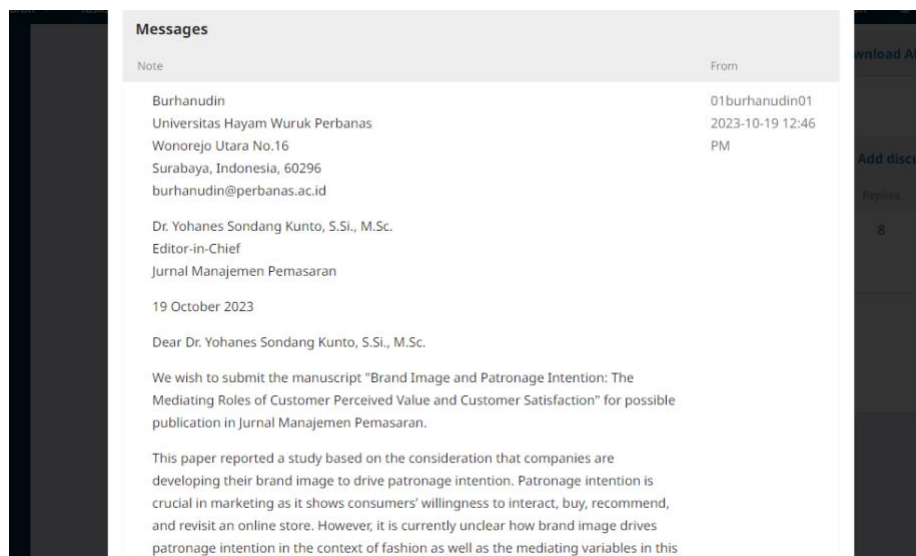 Messages
Note From
Burhanudin 01burhanudin01
Universitas Hayam Wuruk Perbanas 2023-10-19 12:46
Wonorejo Utara No.16 PM
Surabaya, Indonesia, 60296
burhanudin@perbanas.ac.id
Dr. Yohanes Sondang Kunto, S.Si., M.Sc.
Editor-in-Chief
Jurnal Manajemen Pemasaran
19 October 2023
Dear Dr. Yohanes Sondang Kunto, S.Si., M.Sc.
We wish to submit the manuscript "Brand Image and Patronage Intention: The
Mediating Roles of Customer Perceived Value and Customer Satisfaction" for possible
publication in Jurnal Manajemen Pemasaran.
This paper reported a study based on the consideration that companies are
developing their brand image to drive patronage intention. Patronage intention is
crucial in marketing as it shows consumers' willingness to interact, buy, recommend,
and revisit an online store. However, it is currently unclear how brand image drives
patronage intention in the context of fashion as well as the mediating variables in this
Add disc
Replies
8